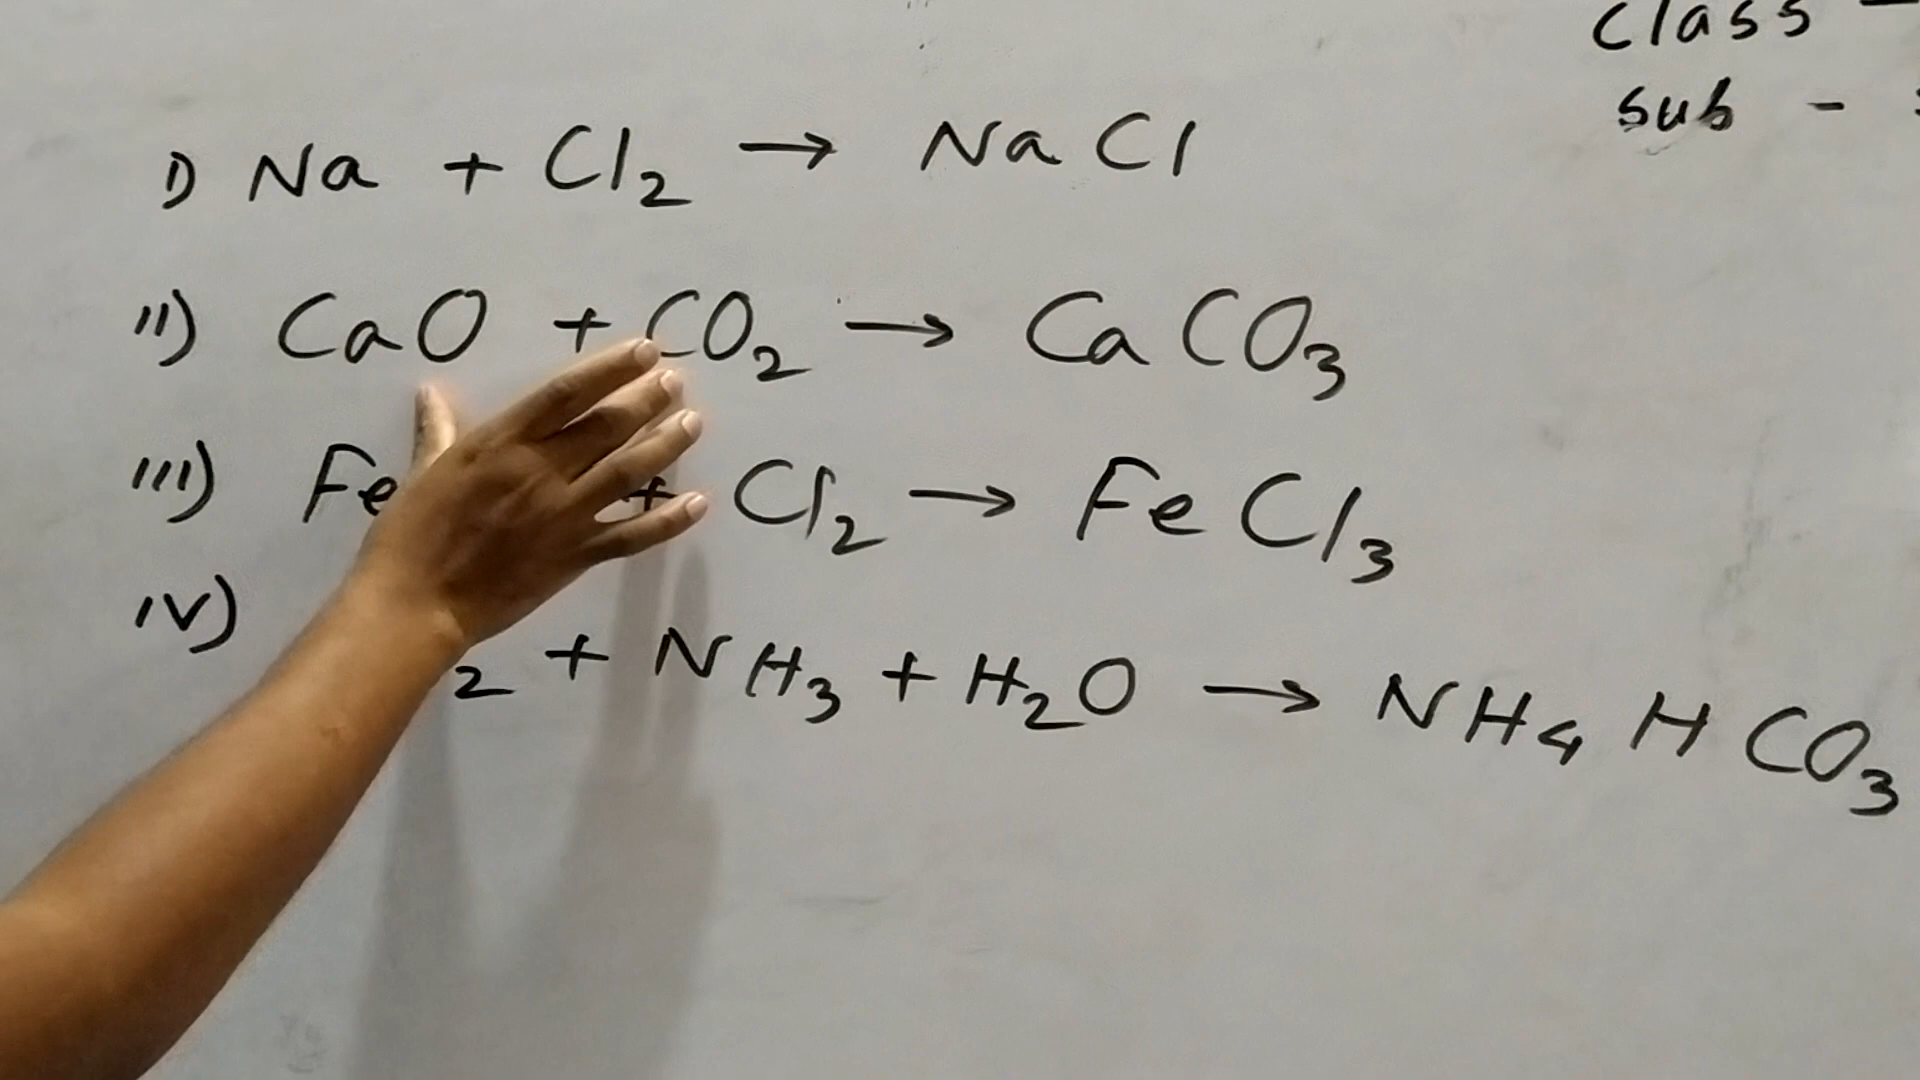 class -
sub -
I) Na + Cl₂ → NaCl
II) CaO + CO₂ → CaCO₃
III) Fe + Cl₂ → FeCl₃
IV) ₂ + NH₃ + H₂O → NH₄HCO₃